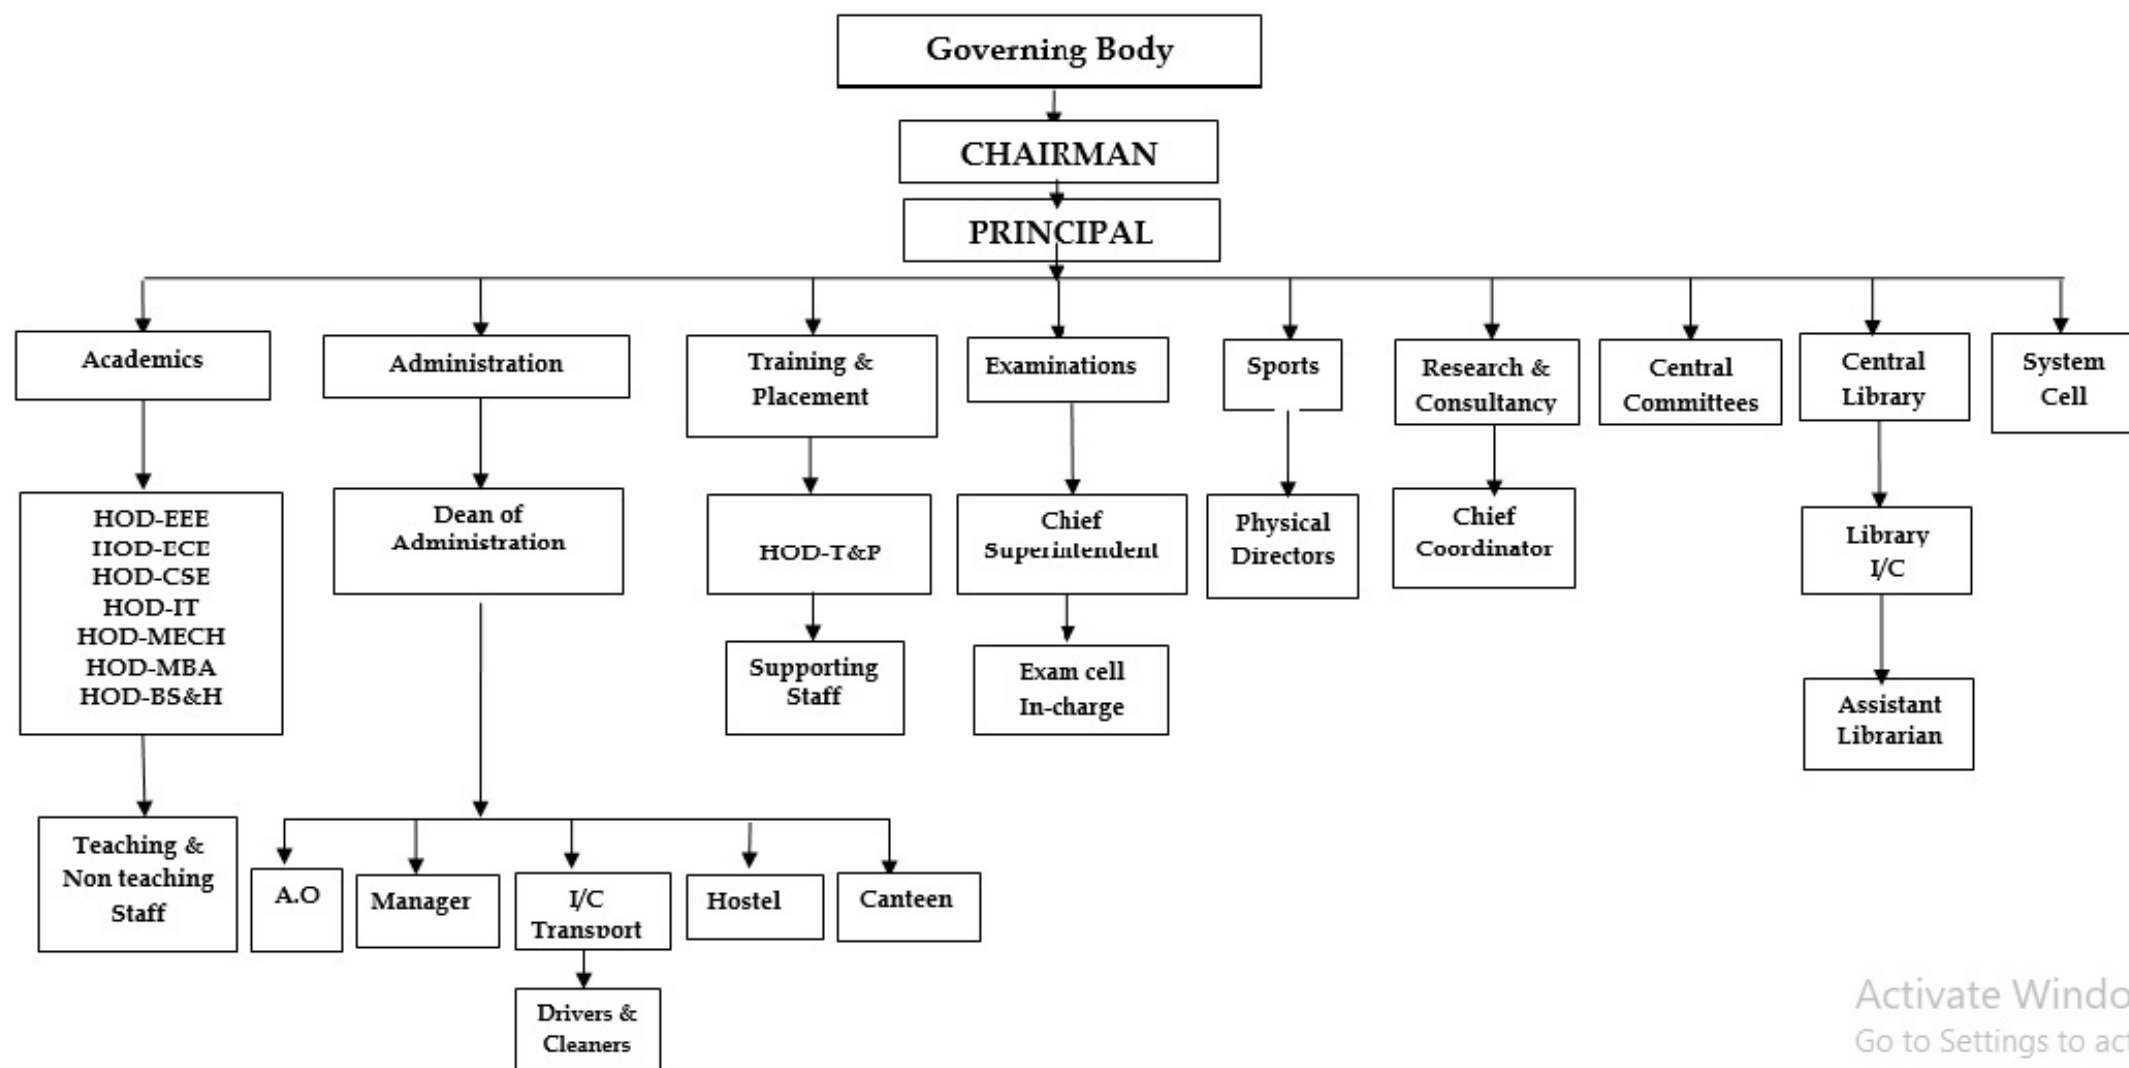 Governing Body
CHAIRMAN
PRINCIPAL
Academics
Administration
Training &
Placement
Examinations
Sports
Research &
Consultancy
Central
Committees
Central
Library
System
Cell
HOD-EEE
HOD-ECE
HOD-CSE
HOD-IT
HOD-MECH
HOD-MBA
HOD-BS&H
Dean of
Administration
HOD-T&P
Chief
Superintendent
Physical
Directors
Chief
Coordinator
Library
I/C
Supporting
Staff
Exam cell
In-charge
Assistant
Librarian
Teaching &
Non teaching
Staff
A.O
Manager
I/C
Transport
Hostel
Canteen
Drivers &
Cleaners
Activate Windo
Go to Settings to act